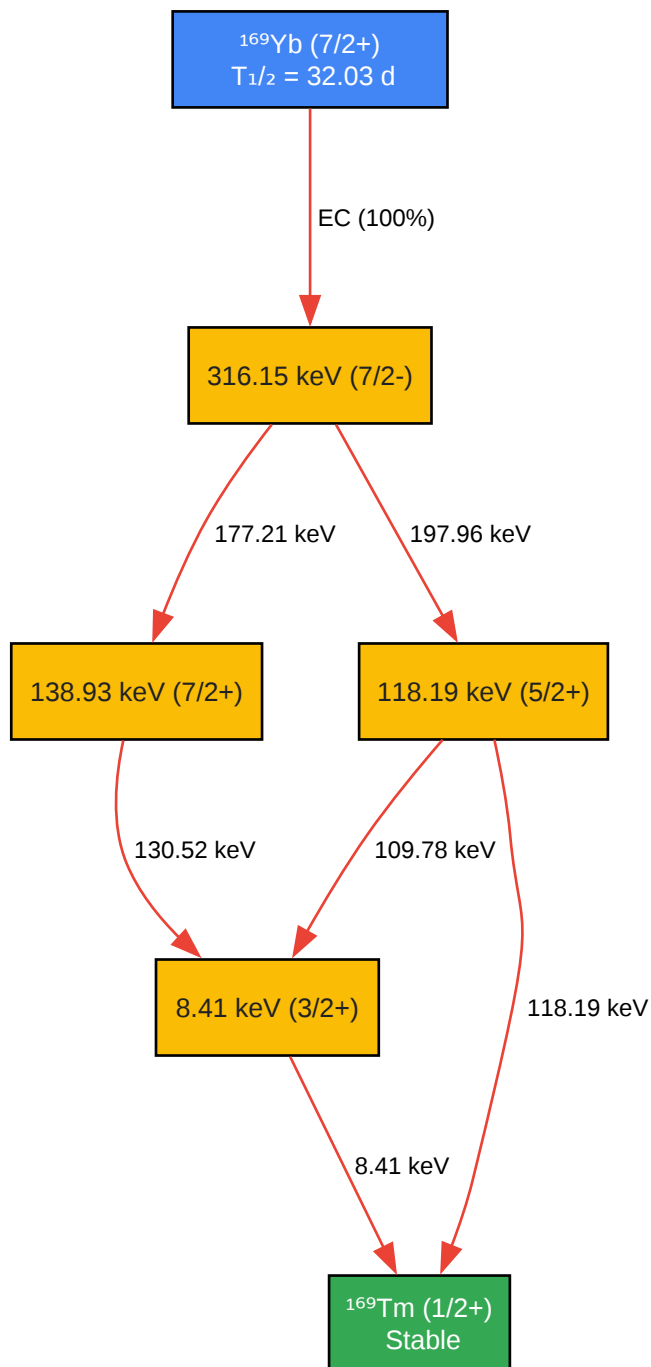 ¹⁶⁹Yb (7/2+)
T₁/₂ = 32.03 d
EC (100%)
316.15 keV (7/2-)
177.21 keV
197.96 keV
138.93 keV (7/2+)
118.19 keV (5/2+)
130.52 keV
109.78 keV
8.41 keV (3/2+)
118.19 keV
8.41 keV
¹⁶⁹Tm (1/2+)
Stable